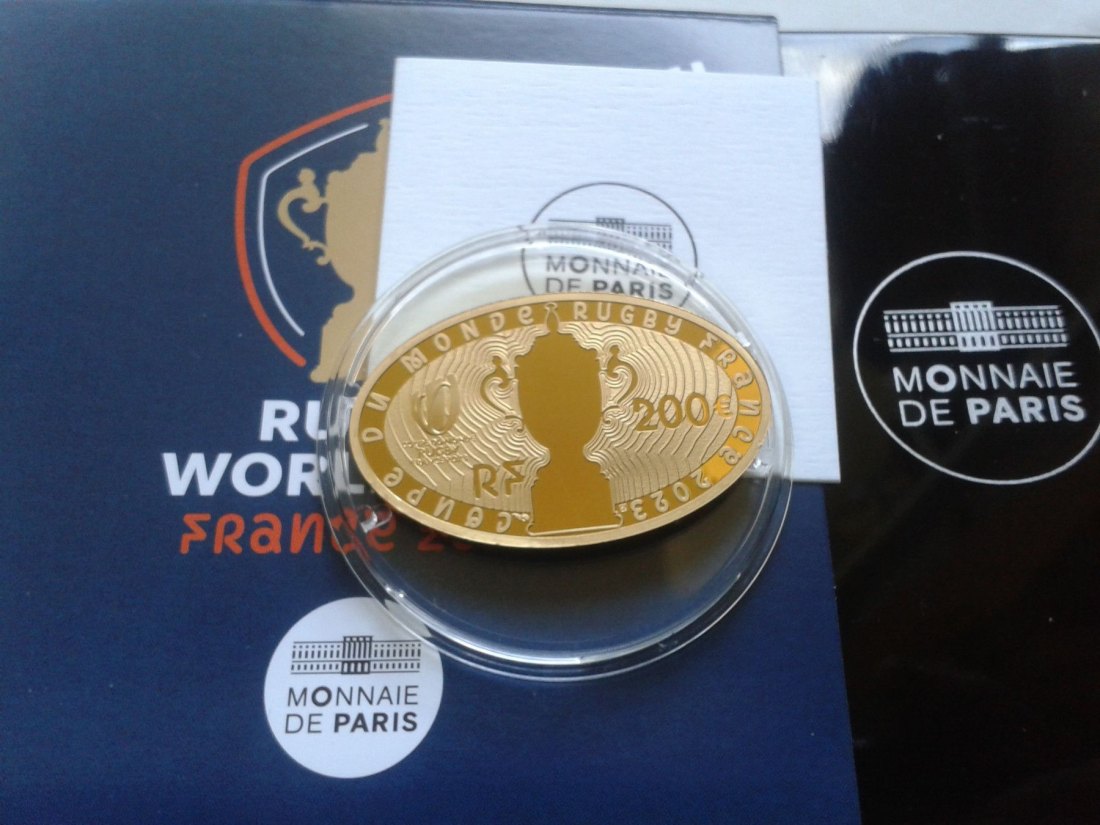 RU
WORL
FRANCE 20
MONNAIE
DE PARIS
MONNAIE
DE PARIS
MONNAIE
DE PARIS
COUPE DU MONDE RUGBY FRANCE 2023
200€
RUGBY
RF